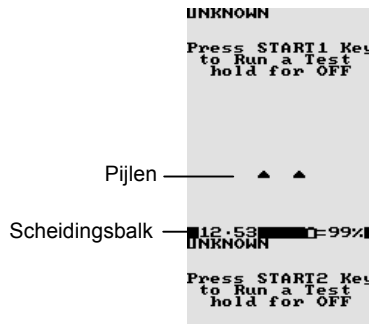 UNKNOWN
Press START1 Key
to Run a Test
hold for OFF
Pijlen
Scheidingsbalk
12.53 =99%
UNKNOWN
Press START2 Key
to Run a Test
hold for OFF